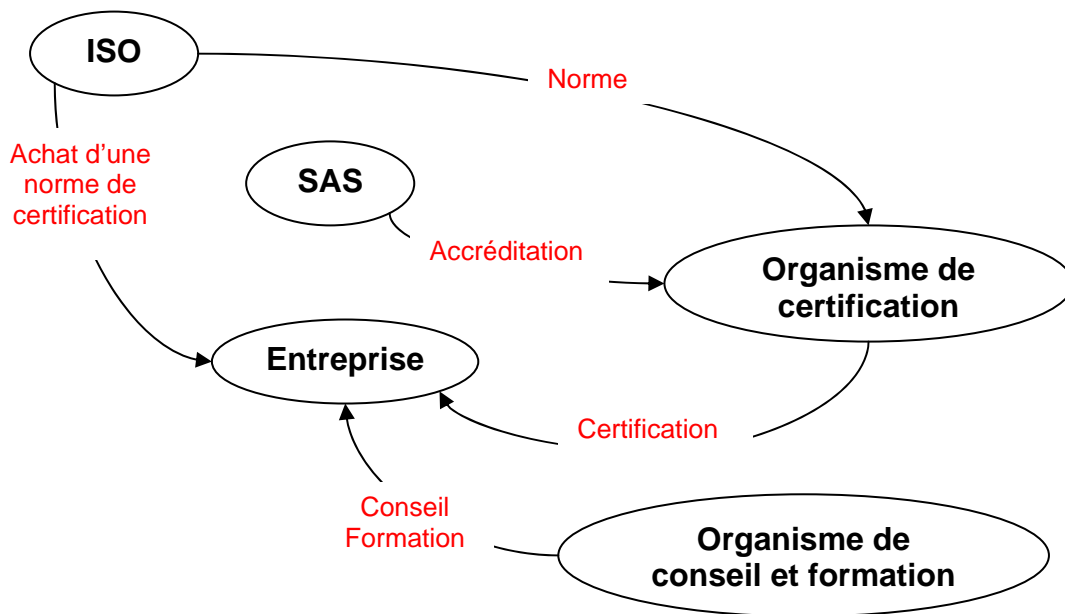 ISO
Norme
Achat d’une
norme de
certification
SAS
Accréditation
Organisme de
certification
Entreprise
Certification
Conseil
Formation
Organisme de
conseil et formation